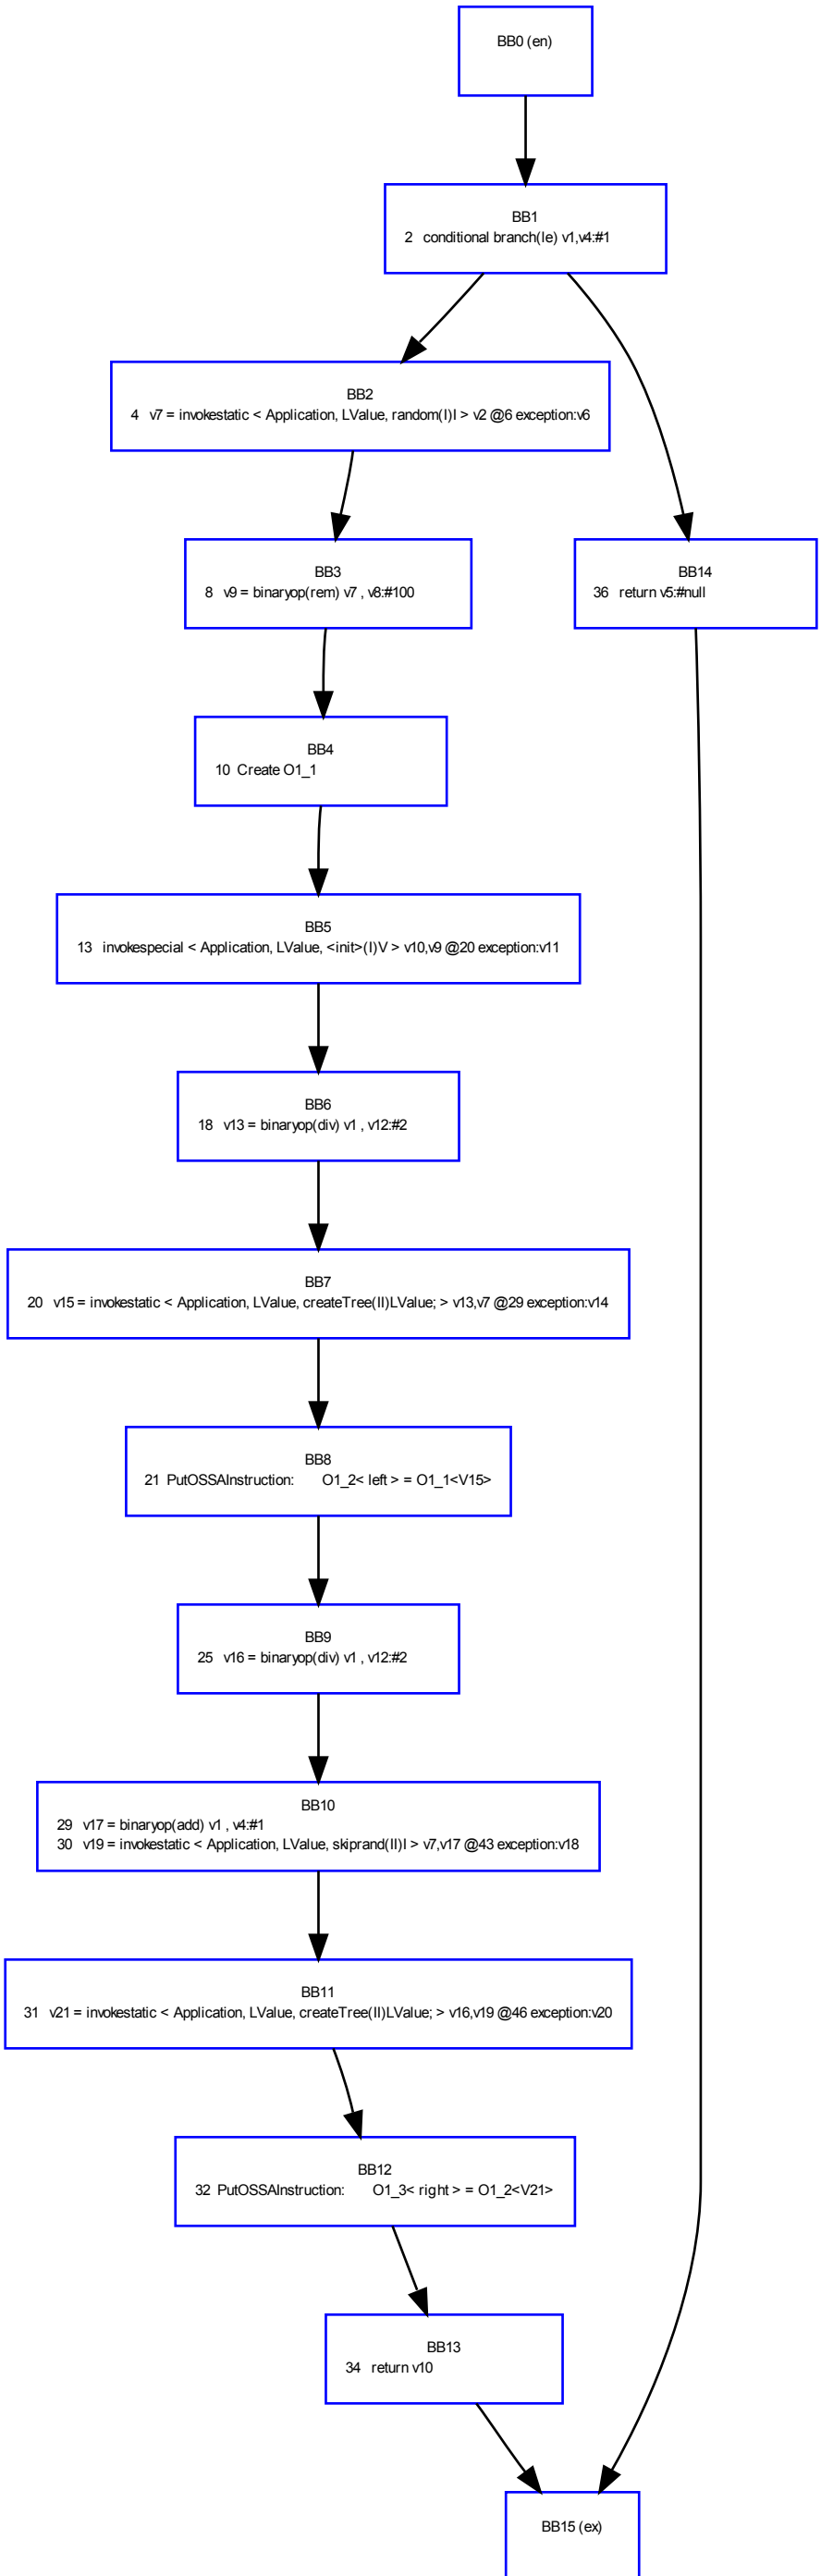 BB0 (en)
BB1
2 conditional branch(le) v1,v4:#1
BB2
4 v7 = invokestatic < Application, LValue, random(I)I > v2 @6 exception:v6
BB3
8 v9 = binaryop(rem) v7 , v8:#100
BB14
36 return v5:#null
BB4
10 Create O1_1
BB5
13 invokespecial < Application, LValue, <init>(I)V > v10,v9 @20 exception:v11
BB6
18 v13 = binaryop(div) v1 , v12:#2
BB7
20 v15 = invokestatic < Application, LValue, createTree(II)LValue; > v13,v7 @29 exception:v14
BB8
21 PutOSSAInstruction: O1_2< left > = O1_1<V15>
BB9
25 v16 = binaryop(div) v1 , v12:#2
BB10
29 v17 = binaryop(add) v1 , v4:#1
30 v19 = invokestatic < Application, LValue, skiprand(II)I > v7,v17 @43 exception:v18
BB11
31 v21 = invokestatic < Application, LValue, createTree(II)LValue; > v16,v19 @46 exception:v20
BB12
32 PutOSSAInstruction: O1_3< right > = O1_2<V21>
BB13
34 return v10
BB15 (ex)